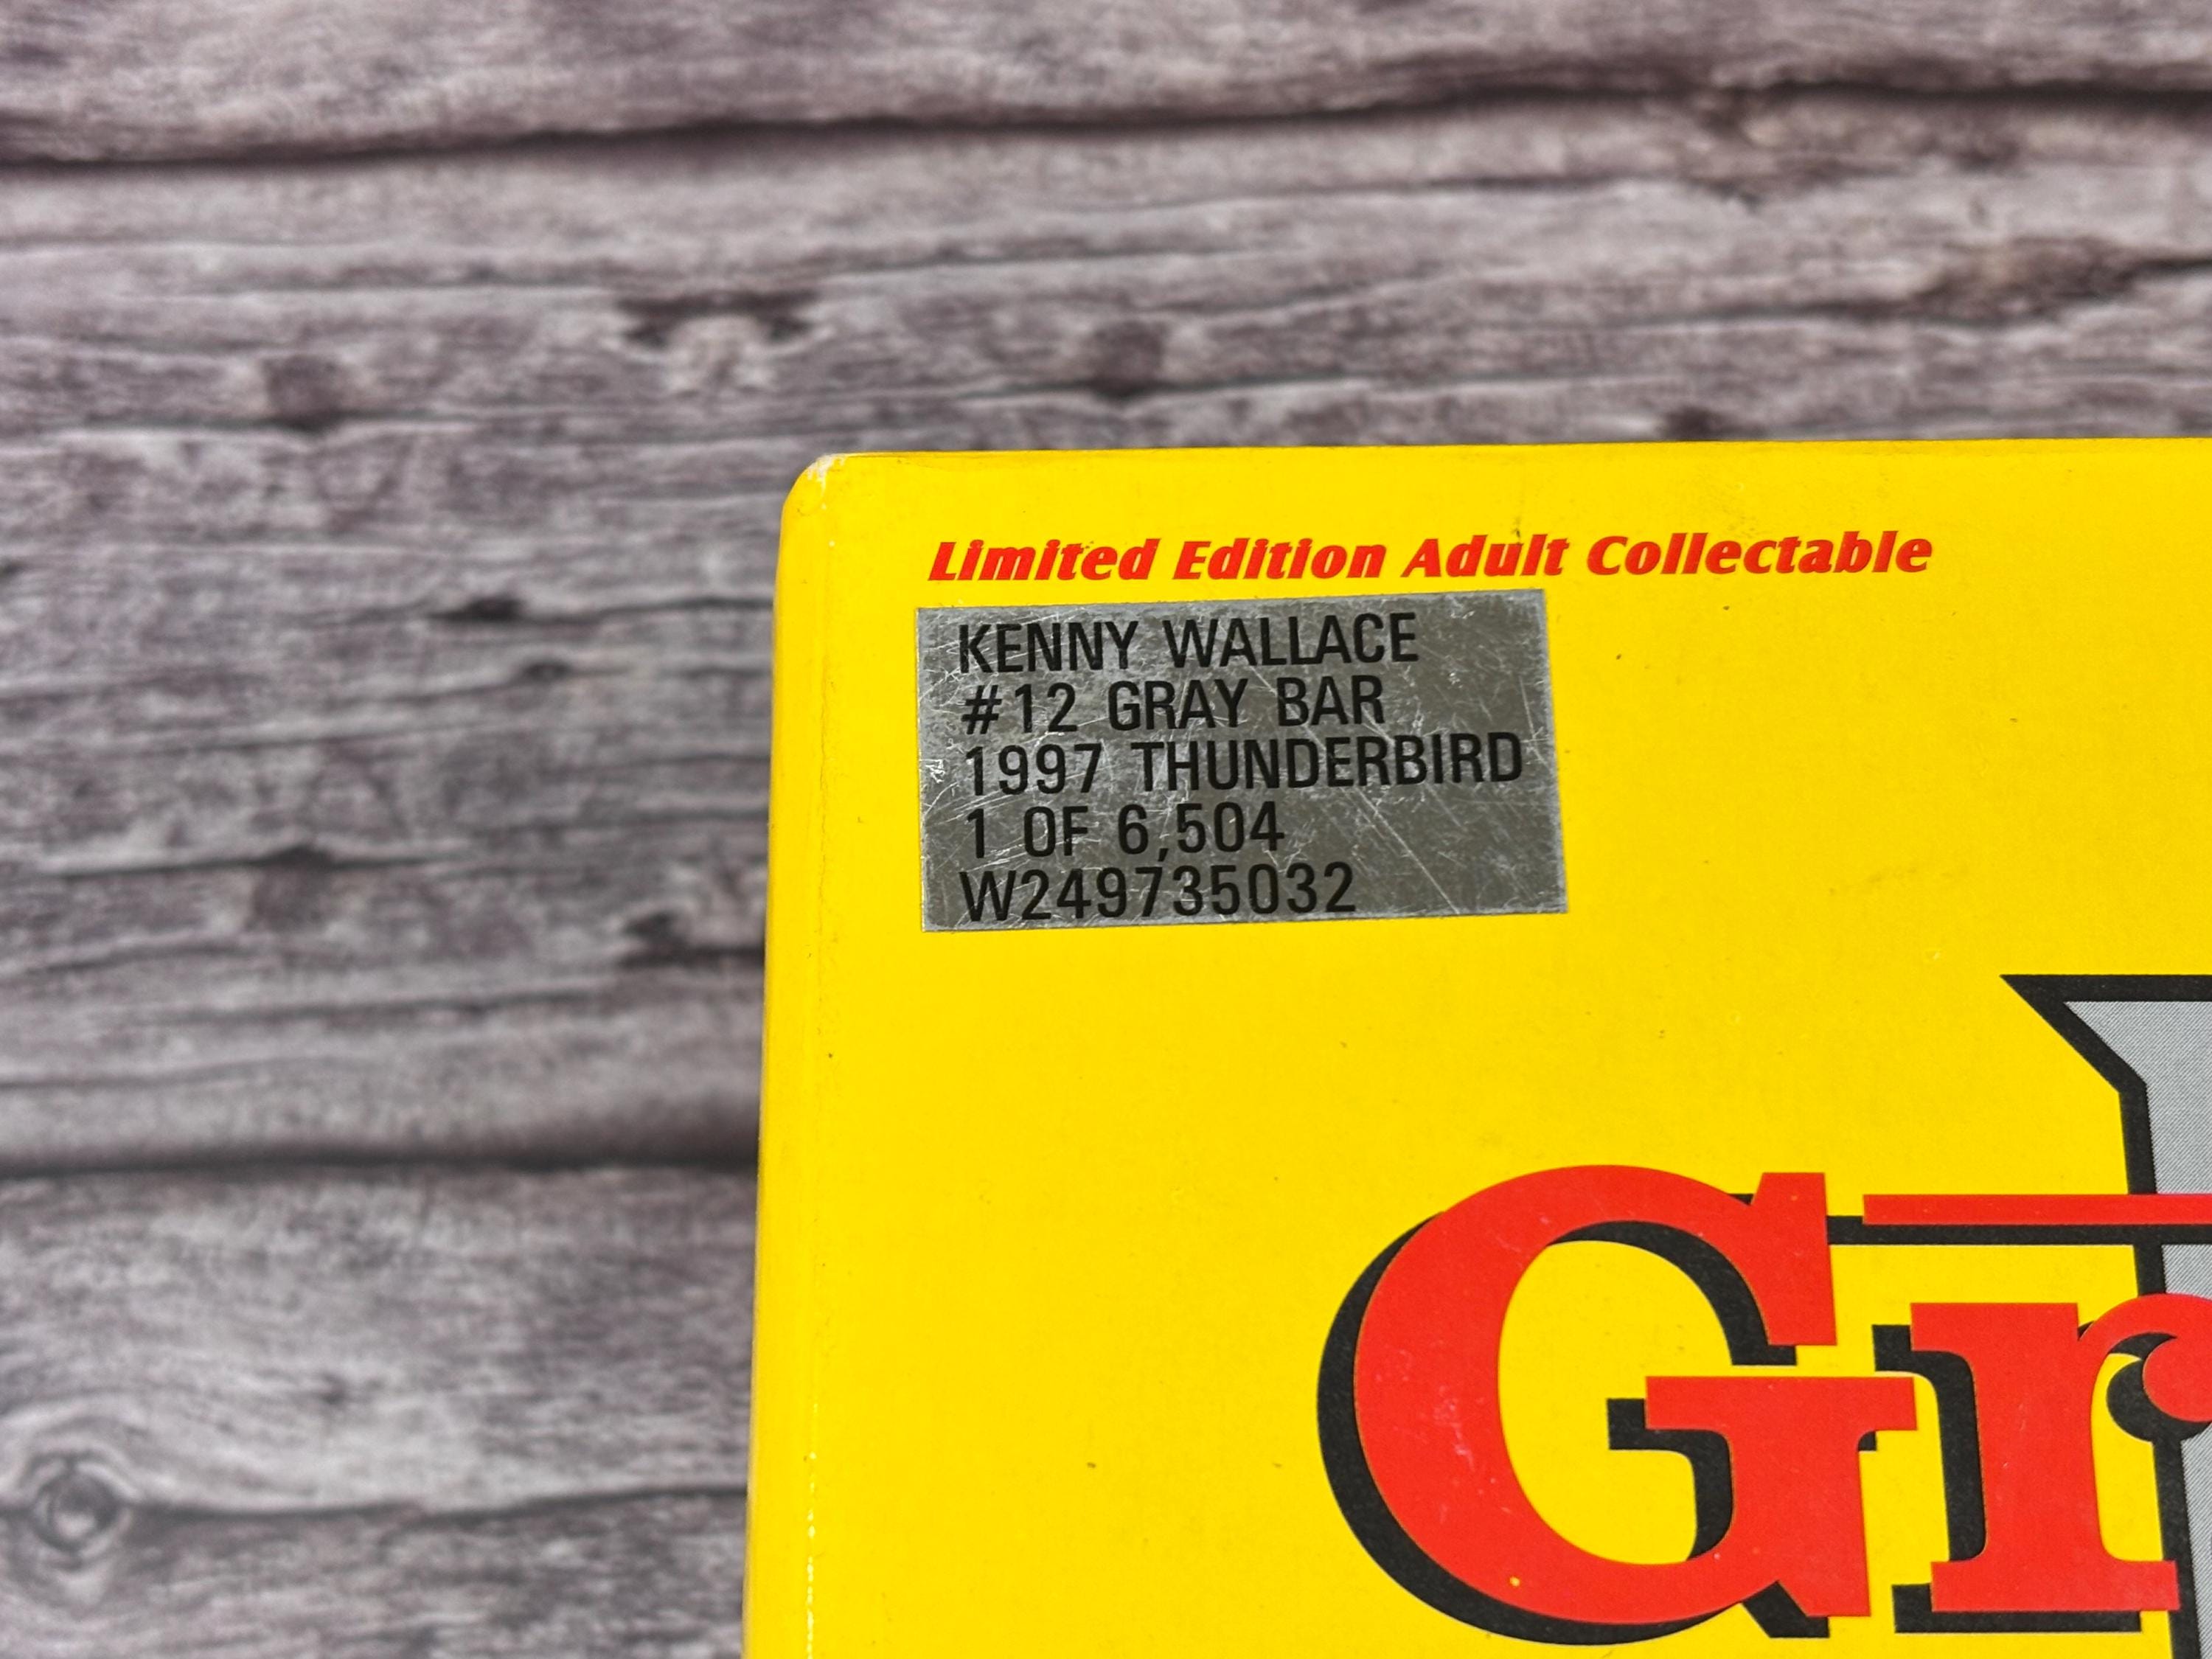 Limited Edition Adult Collectable
KENNY WALLACE
#12 GRAY BAR
1997 THUNDERBIRD
1 OF 6,504
W249735032
Gr